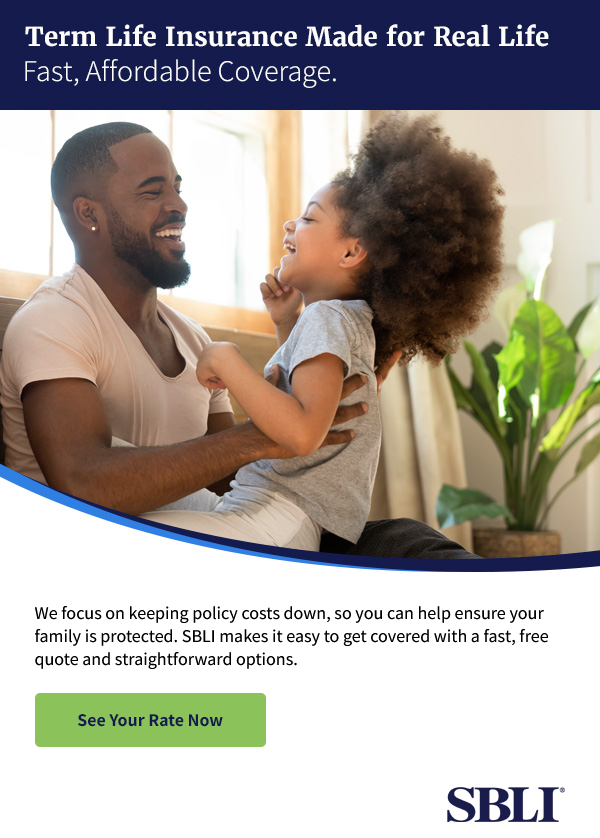 Term Life Insurance Made for Real Life
Fast, Affordable Coverage.
We focus on keeping policy costs down, so you can help ensure your
family is protected. SBLI makes it easy to get covered with a fast, free
quote and straightforward options.
See Your Rate Now
SBLI®